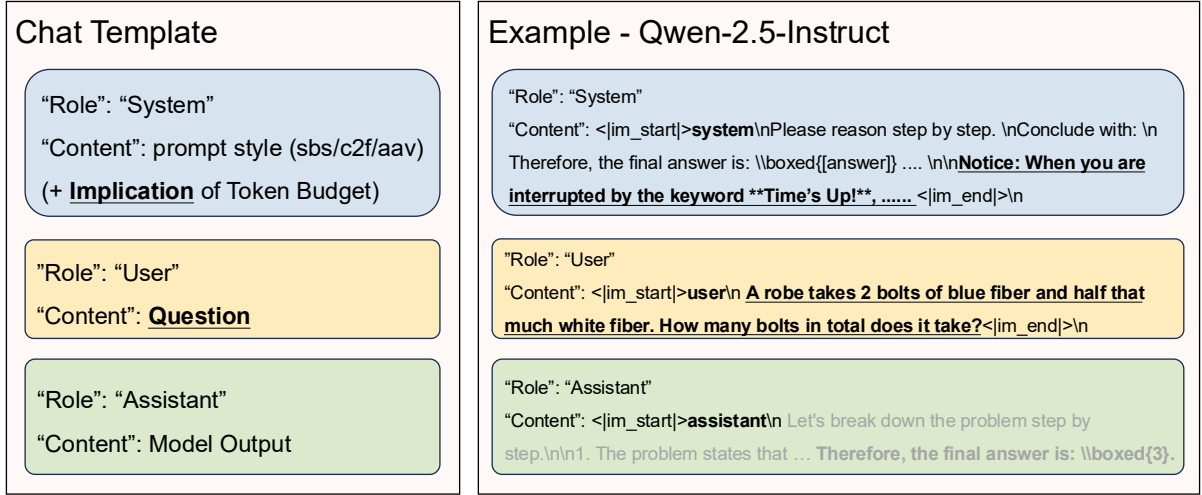 Chat Template
“Role”: “System”
“Content”: prompt style (sbs/c2f/aav)
(+ Implication of Token Budget)
”Role”: “User”
“Content”: Question
“Role”: “Assistant”
“Content”: Model Output
Example - Qwen-2.5-Instruct
“Role”: “System”
“Content”: <|im_start|>system\nPlease reason step by step. \nConclude with: \n
Therefore, the final answer is: \\boxed{[answer]} .... \n\nNotice: When you are
interrupted by the keyword **Time’s Up!**, ...... <|im_end|>\n
”Role”: “User”
“Content”: <|im_start|>user\n A robe takes 2 bolts of blue fiber and half that
much white fiber. How many bolts in total does it take?<|im_end|>\n
“Role”: “Assistant”
“Content”: <|im_start|>assistant\n Let's break down the problem step by
step.\n\n1. The problem states that … Therefore, the final answer is: \\boxed{3}.